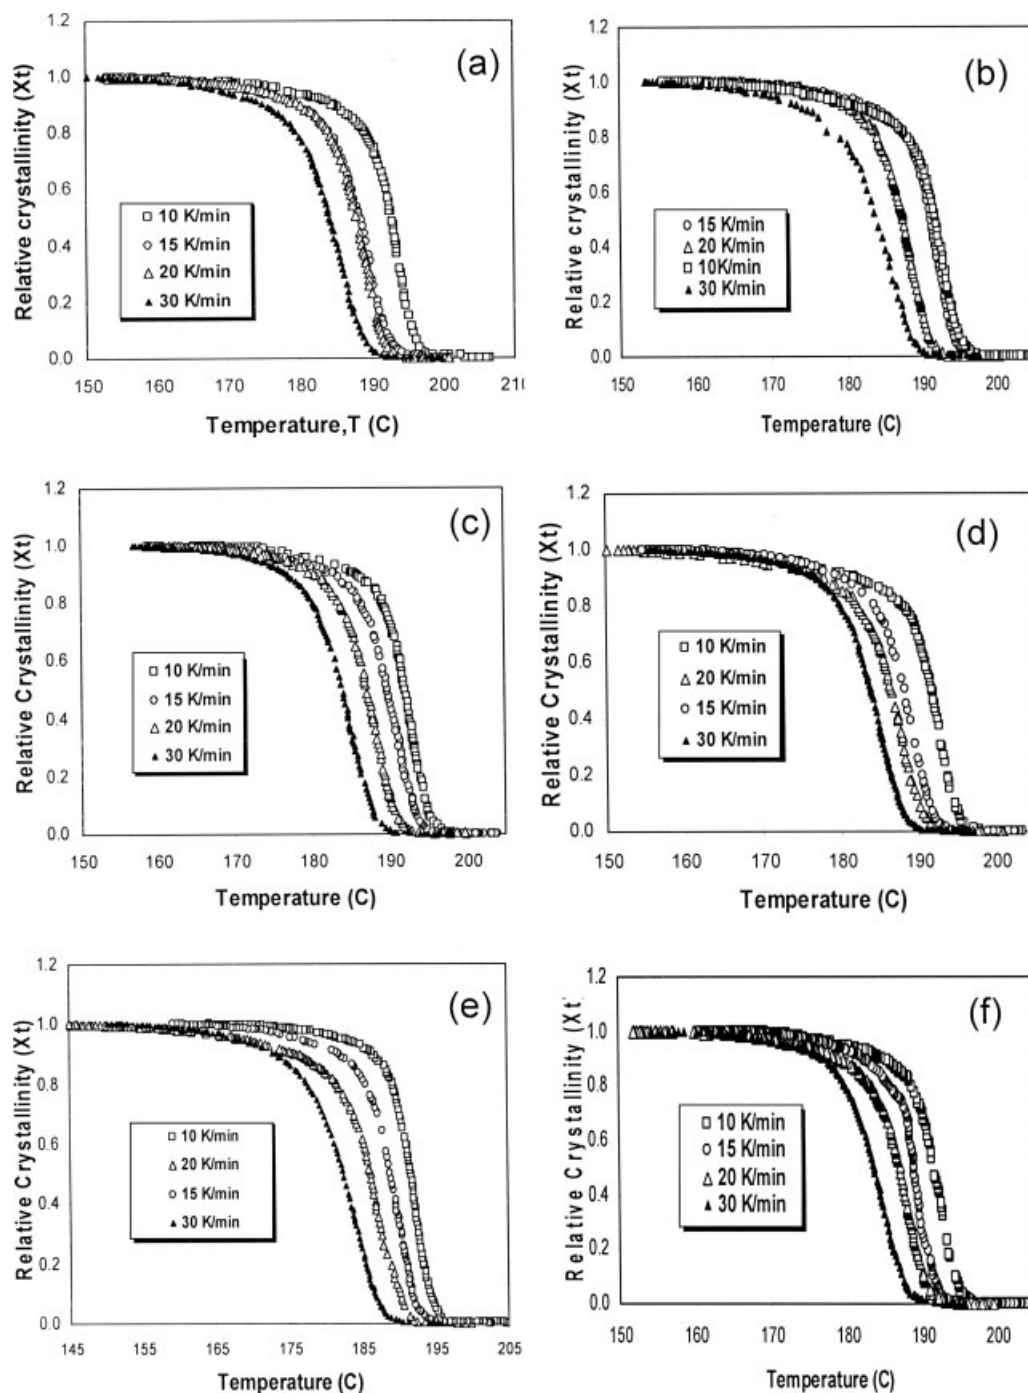 1.2
1.0
0.8
0.6
0.4
0.2
0.0
Relative crystallinity (Xt)
(a)
10 K/min
15 K/min
20 K/min
30 K/min
150 160 170 180 190 200 210
Temperature,T (C)
1.2
1.0
0.8
0.6
0.4
0.2
0.0
Relative crystallinity (Xt)
(b)
15 K/min
20 K/min
10K/min
30 K/min
150 160 170 180 190 200
Temperature (C)
1.2
1.0
0.8
0.6
0.4
0.2
0.0
Relative Crystallinity (Xt)
(c)
10 K/min
15 K/min
20 K/min
30 K/min
150 160 170 180 190 200
Temperature (C)
1.2
1.0
0.8
0.6
0.4
0.2
0.0
Relative Crystallinity (Xt)
(d)
10 K/min
20 K/min
15 K/min
30 K/min
150 160 170 180 190 200
Temperature (C)
1.2
1.0
0.8
0.6
0.4
0.2
0.0
Relative Crystallinity (Xt)
(e)
10 K/min
20 K/min
15 K/min
30 K/min
145 155 165 175 185 195 205
Temperature (C)
1.2
1.0
0.8
0.6
0.4
0.2
0.0
Relative Crystallinity (Xt)
(f)
10 K/min
15 K/min
20 K/min
30 K/min
150 160 170 180 190 200
Temperature (C)